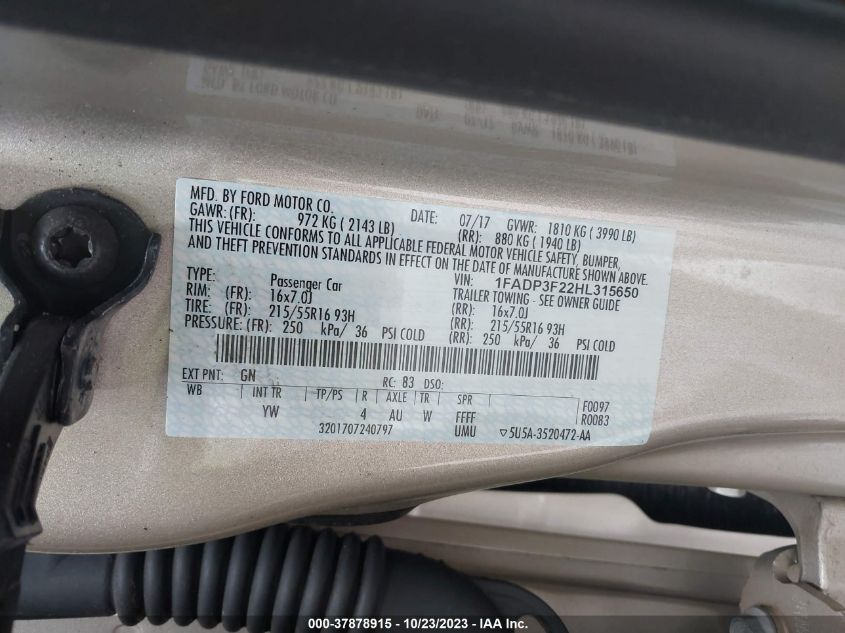 MFD. BY FORD MOTOR CO.
DATE: 07/17 GVWR: 1810 KG ( 3990 LB)
GAWR: (FR): 972 KG ( 2143 LB) (RR): 880 KG ( 1940 LB)
THIS VEHICLE CONFORMS TO ALL APPLICABLE FEDERAL MOTOR VEHICLE SAFETY, BUMPER,
AND THEFT PREVENTION STANDARDS IN EFFECT ON THE DATE OF MANUFACTURE SHOWN ABOVE.
VIN: 1FADP3F22HL315650
TYPE: Passenger Car TRAILER TOWING - SEE OWNER GUIDE
RIM: (FR): 16x7.0J (RR): 16x7.0J
TIRE: (FR): 215/55R16 93H (RR): 215/55R16 93H
PRESSURE: (FR): 250 kPa/ 36 PSI COLD (RR): 250 kPa/ 36 PSI COLD
EXT PNT: GN RC: 83 DSO:
WB INT TR TP/PS R AXLE TR SPR F0097
YW 4 AU W FFFF R0083
3201707240797 UMU ▽5U5A-3520472-AA
000-37878915 - 10/23/2023 - IAA Inc.